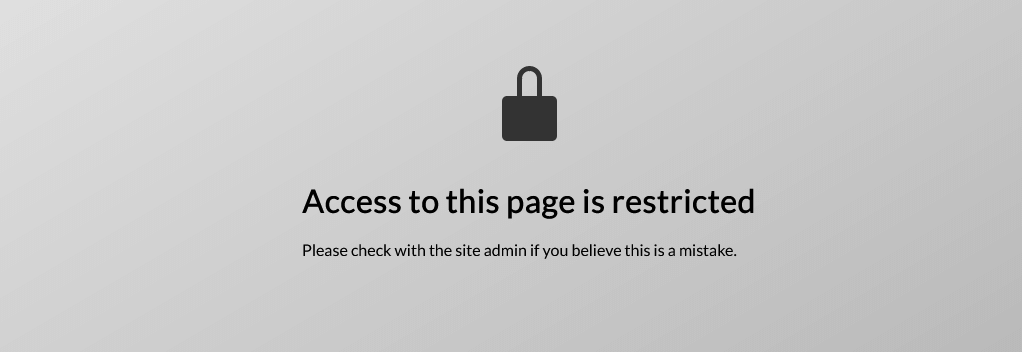 Access to this page is restricted
Please check with the site admin if you believe this is a mistake.